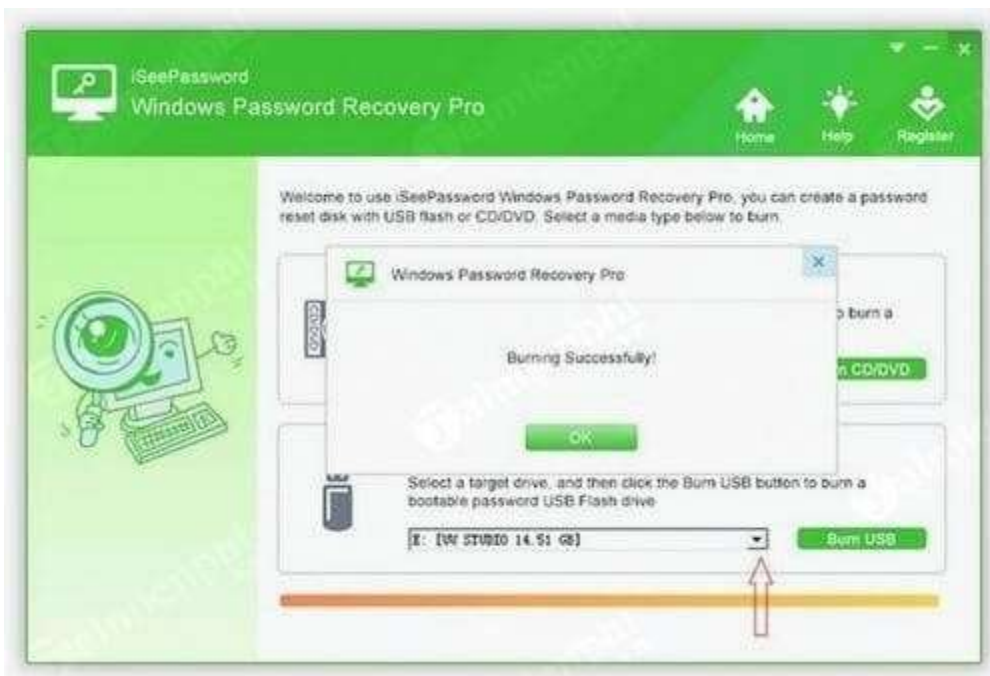 iSeePassword
Windows Password Recovery Pro
Home
Help
Register
Welcome to use iSeePassword Windows Password Recovery Pro, you can create a password
reset disk with USB flash or CD/DVD. Select a media type below to burn.
Windows Password Recovery Pro
Burning Successfully!
OK
CD/DVD
o burn a
n CD/DVD
Select a target drive, and then click the Burn USB button to burn a
bootable password USB Flash drive
E: [VW STUDIO 14.51 GB]
Burn USB